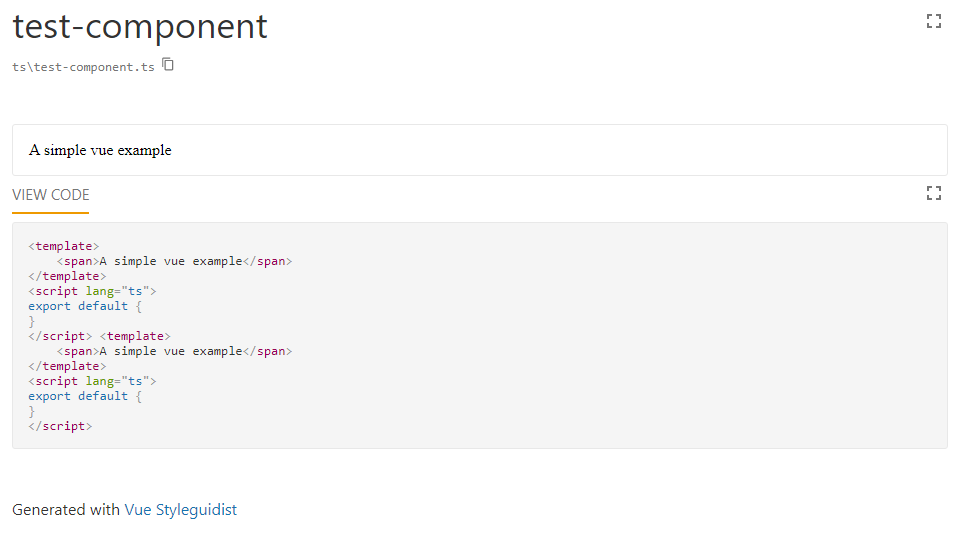 test-component
ts\test-component.ts
A simple vue example
VIEW CODE
<template>
    <span>A simple vue example</span>
</template>
<script lang="ts">
export default {
}
</script> <template>
    <span>A simple vue example</span>
</template>
<script lang="ts">
export default {
}
</script>
Generated with Vue Styleguidist